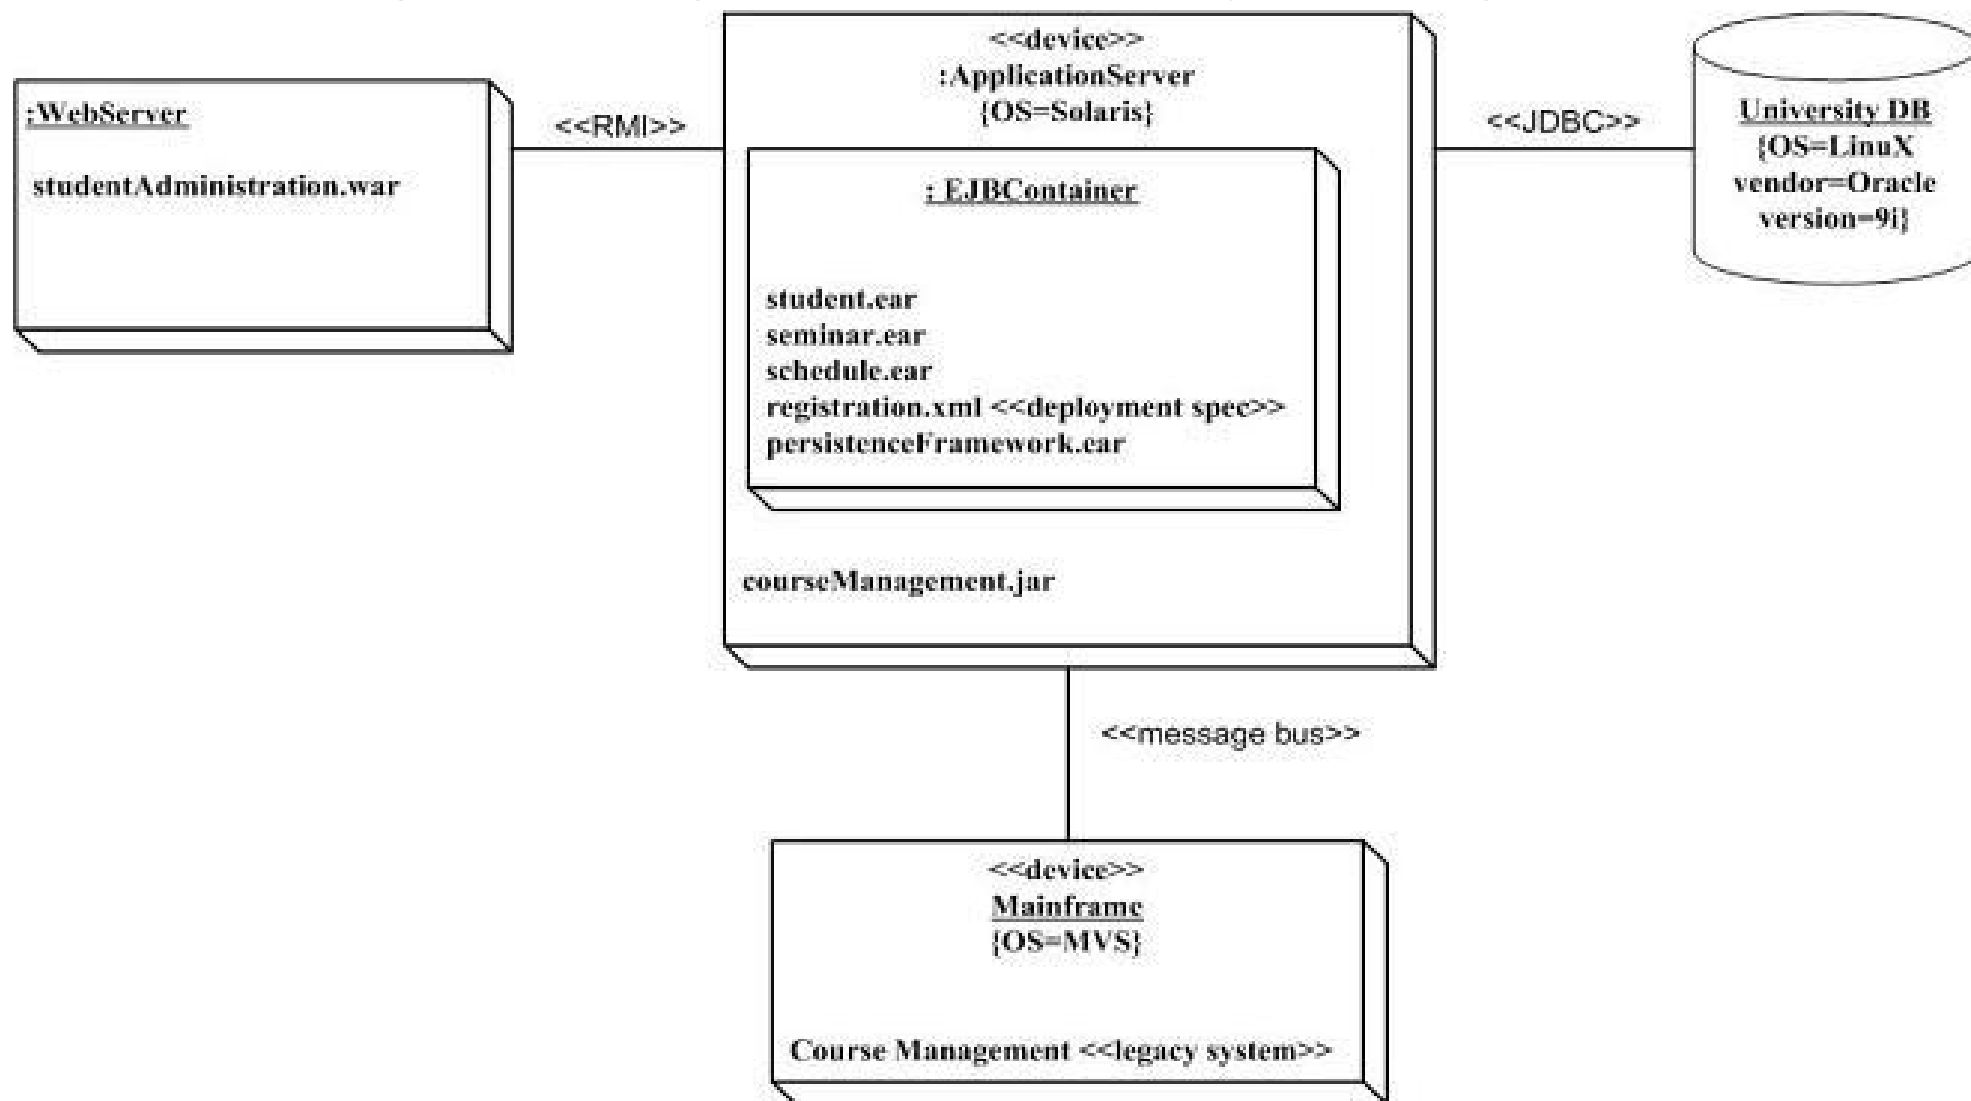 :WebServer
studentAdministration.war
<<RMI>>
<<device>>
:ApplicationServer
{OS=Solaris}
: EJBContainer
student.ear
seminar.ear
schedule.ear
registration.xml <<deployment spec>>
persistenceFramework.ear
courseManagement.jar
<<JDBC>>
University DB
{OS=LinuX
vendor=Oracle
version=9i}
<<message bus>>
<<device>>
Mainframe
{OS=MVS}
Course Management <<legacy system>>